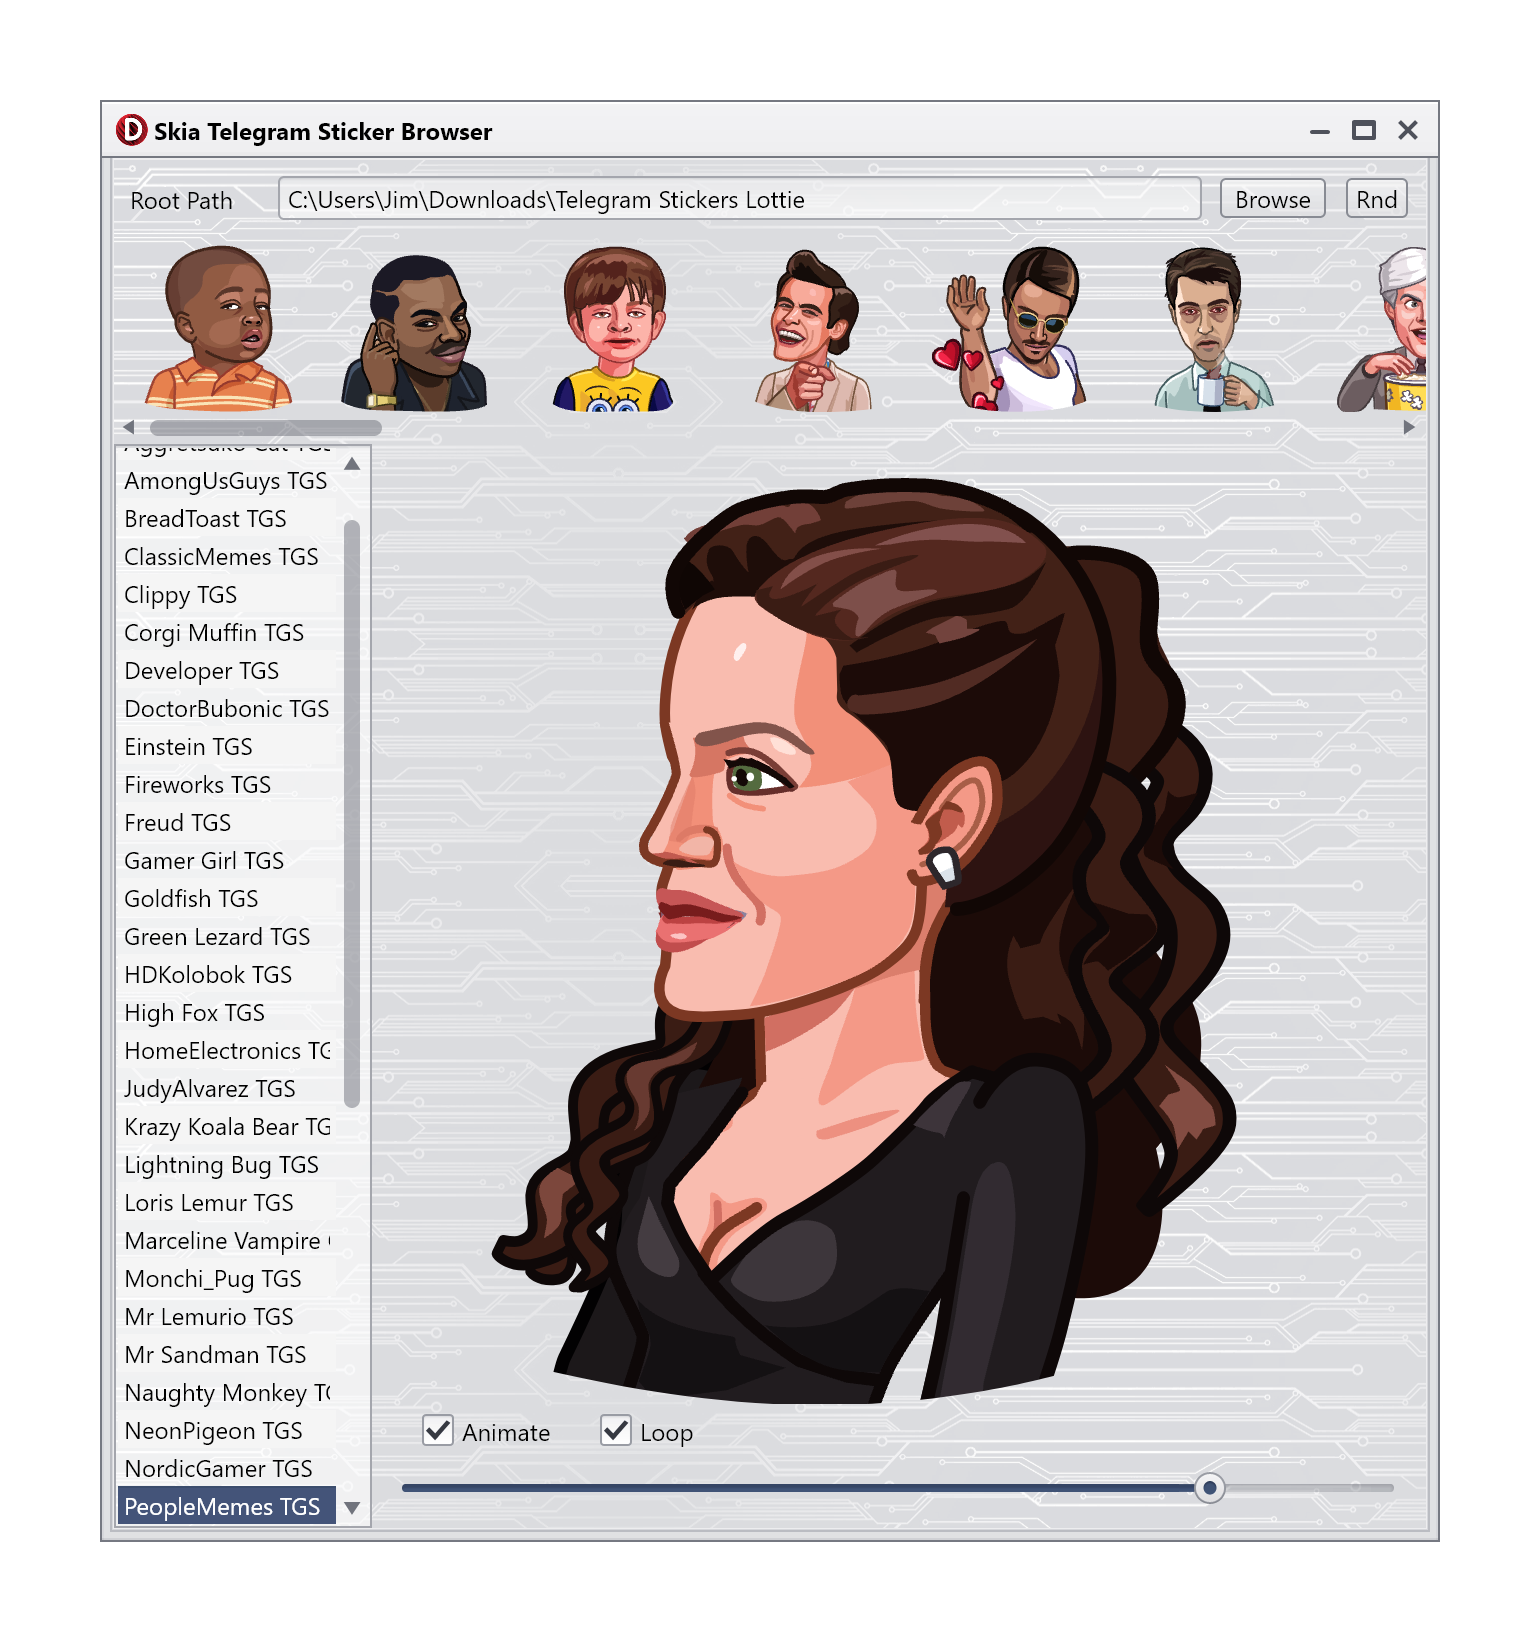 Skia Telegram Sticker Browser
Root Path
C:\Users\Jim\Downloads\Telegram Stickers Lottie
Browse
Rnd
AmongUsGuys TGS
BreadToast TGS
ClassicMemes TGS
Clippy TGS
Corgi Muffin TGS
Developer TGS
DoctorBubonic TGS
Einstein TGS
Fireworks TGS
Freud TGS
Gamer Girl TGS
Goldfish TGS
Green Lezard TGS
HDKolobok TGS
High Fox TGS
HomeElectronics TG
JudyAlvarez TGS
Krazy Koala Bear TG
Lightning Bug TGS
Loris Lemur TGS
Marceline Vampire
Monchi_Pug TGS
Mr Lemurio TGS
Mr Sandman TGS
Naughty Monkey TG
NeonPigeon TGS
NordicGamer TGS
PeopleMemes TGS
Animate
Loop